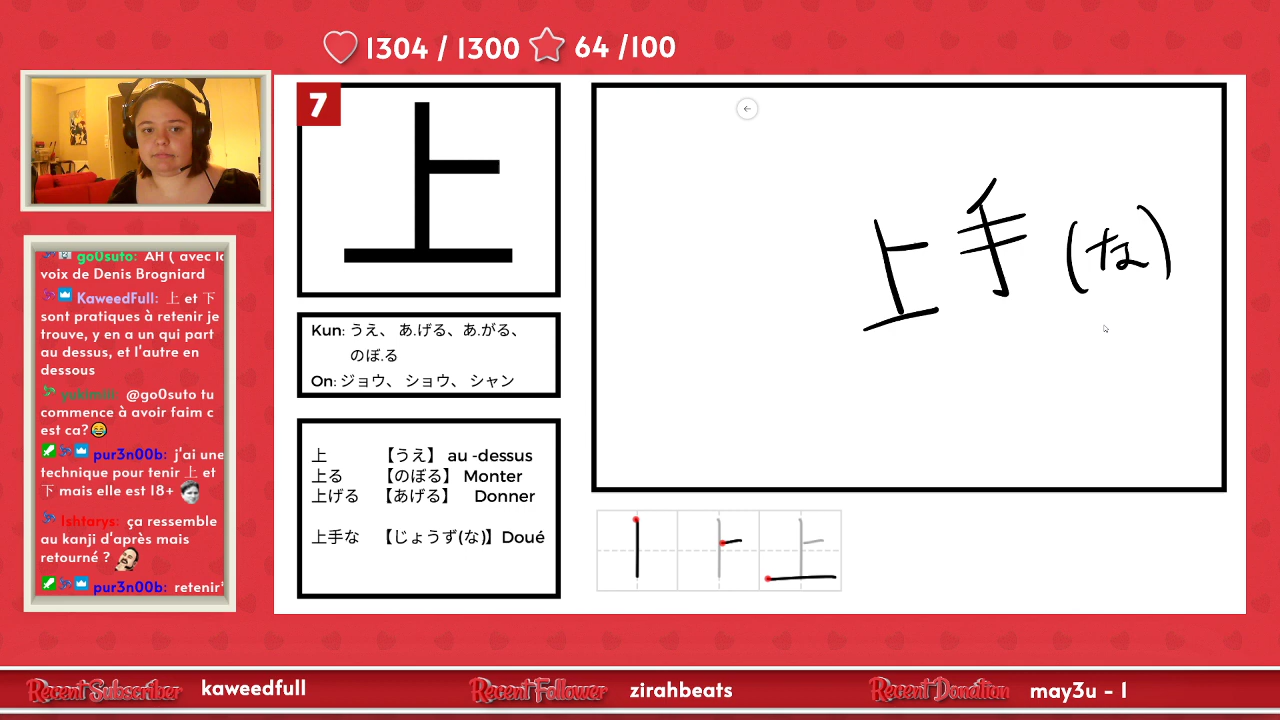 1304 / 1300 64 /100
7
上
Kun: うえ、 あ.げる、あ.がる、
のぼ.る
On: ジョウ、 ショウ、 シャン
上 【うえ】 au -dessus
上る 【のぼる】 Monter
上げる 【あげる】 Donner
上手な 【じょうず(な)】Doué
上手(な)
go0suto: AH ( avec la
voix de Denis Brogniard
KaweedFull: 上 et 下
sont pratiques à retenir je
trouve, y en a un qui part
au dessus, et l'autre en
dessous
yukimiii: @go0suto tu
commence à avoir faim c
est ca?
pur3n00b: j'ai une
technique pour tenir 上 et
下 mais elle est 18+
Ishtarys: ça ressemble
au kanji d'après mais
retourné ?
pur3n00b: retenir*
Recent Subscriber kaweedfull Recent Follower zirahbeats Recent Donation may3u - 1